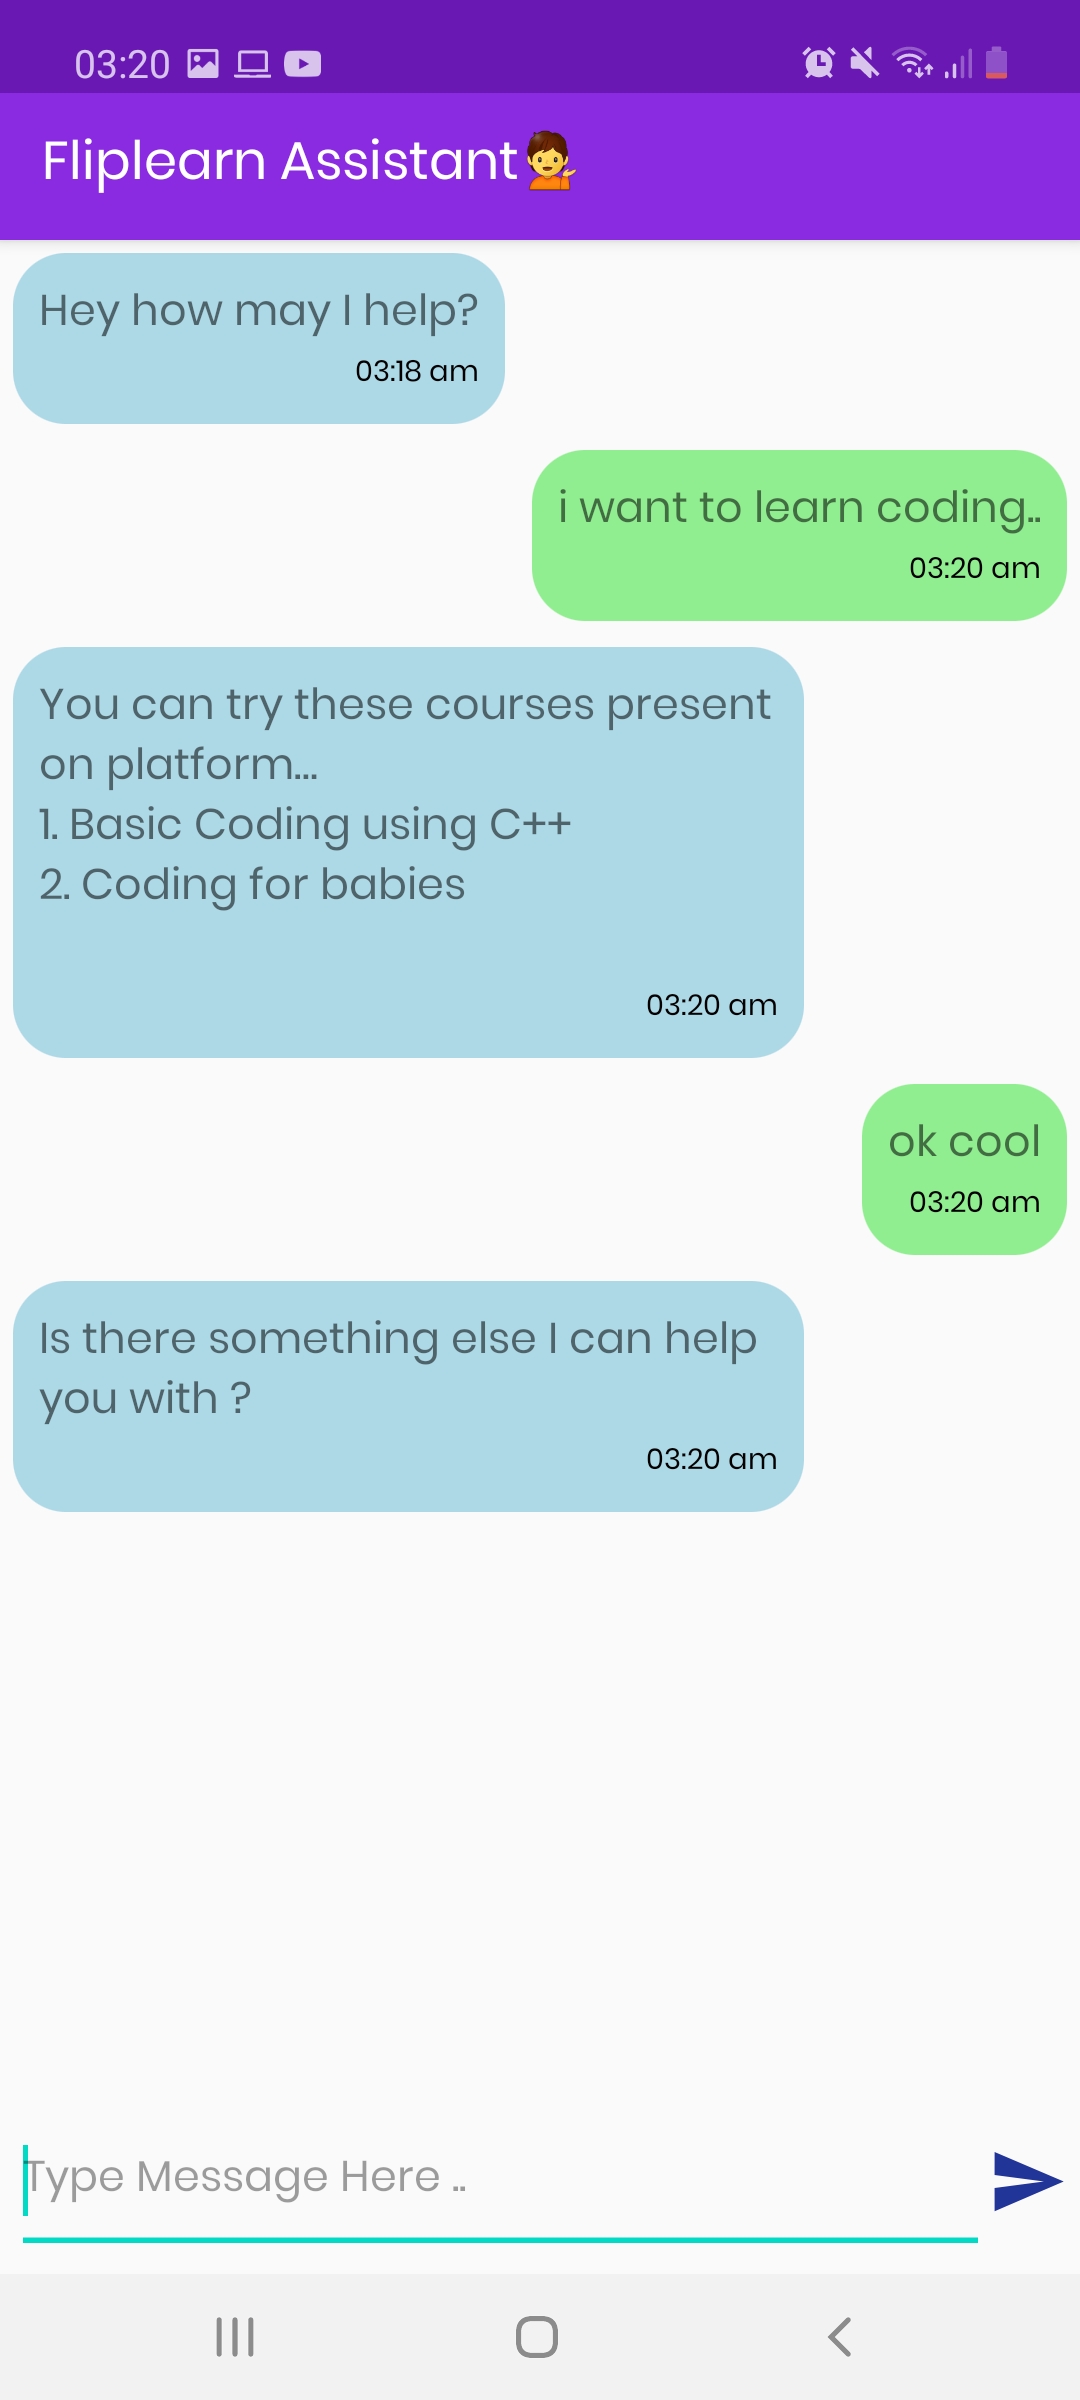 03:20
Fliplearn Assistant💁
Hey how may I help?
03:18 am
i want to learn coding..
03:20 am
You can try these courses present
on platform...
1. Basic Coding using C++
2. Coding for babies
03:20 am
ok cool
03:20 am
Is there something else I can help
you with ?
03:20 am
Type Message Here ..